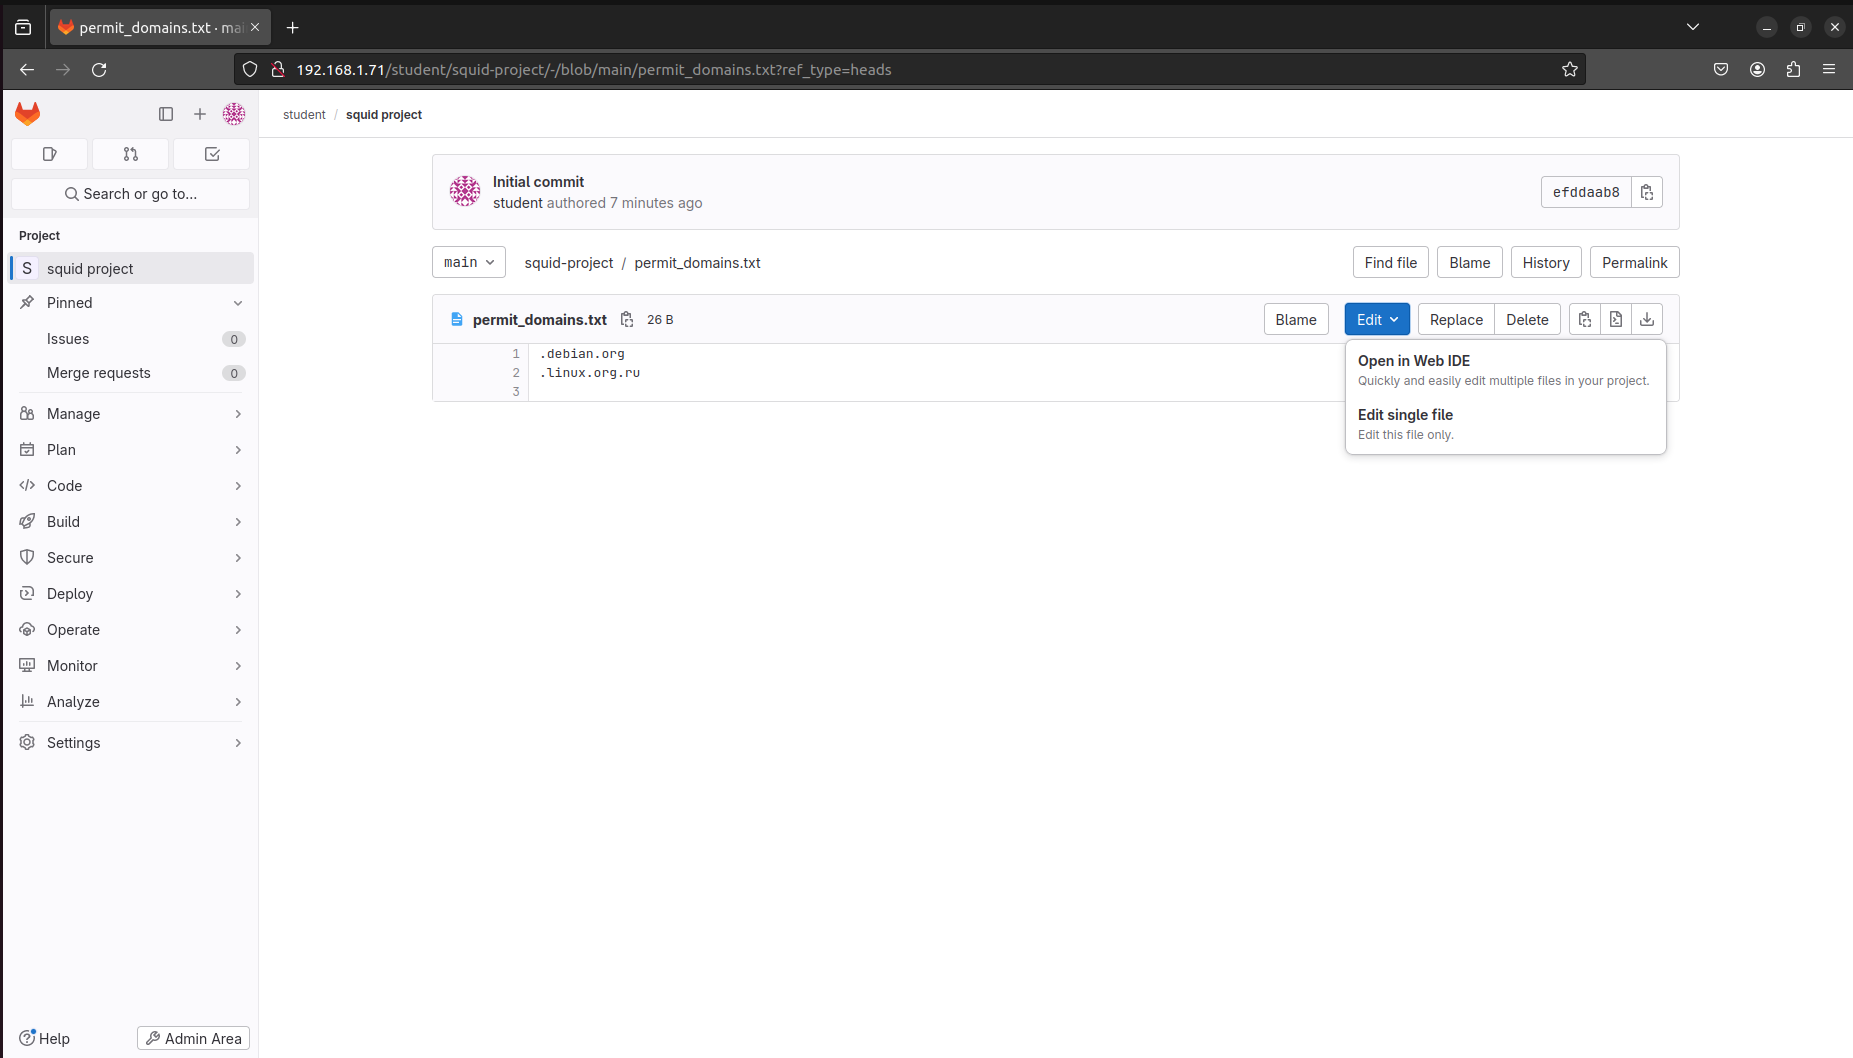 permit_domains.txt · mai
192.168.1.71/student/squid-project/-/blob/main/permit_domains.txt?ref_type=heads
student / squid project
Search or go to...
Project
S squid project
Pinned
Issues 0
Merge requests 0
Manage
Plan
Code
Build
Secure
Deploy
Operate
Monitor
Analyze
Settings
Help
Admin Area
Initial commit
student authored 7 minutes ago
efddaab8
main
squid-project / permit_domains.txt
Find file
Blame
History
Permalink
permit_domains.txt 26 B
Blame
Edit
Replace
Delete
1 .debian.org
2 .linux.org.ru
3
Open in Web IDE
Quickly and easily edit multiple files in your project.
Edit single file
Edit this file only.